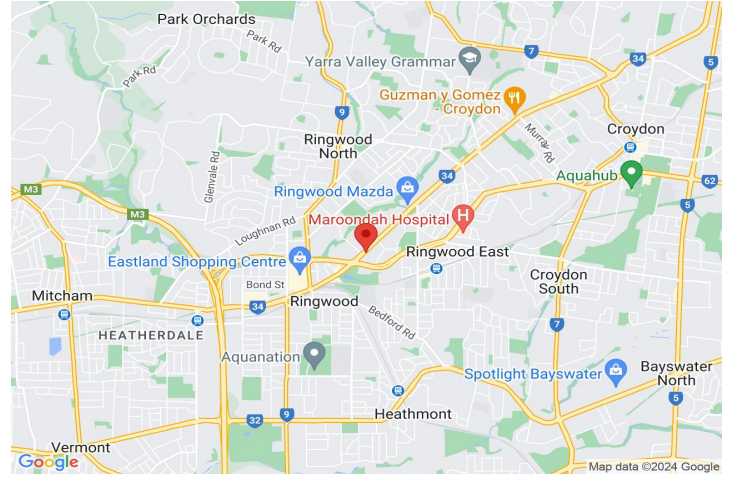 Park Orchards
Park Rd
Park Rd
7
34
5
Yarra Valley Grammar
Guzman y Gomez
- Croydon
9
Murray Rd
Croydon
Ringwood
North
Glenvale Rd
34
Aquahub
62
M3
Ringwood Mazda
5
M3
Loughnan Rd
Maroondah Hospital
H
Eastland Shopping Centre
Ringwood East
Bond St
Croydon
South
Mitcham
34
Ringwood
HEATHERDALE
Bedford Rd
7
Aquanation
Spotlight Bayswater
Bayswater
North
5
32
9
Heathmont
Vermont
Google
Map data ©2024 Google